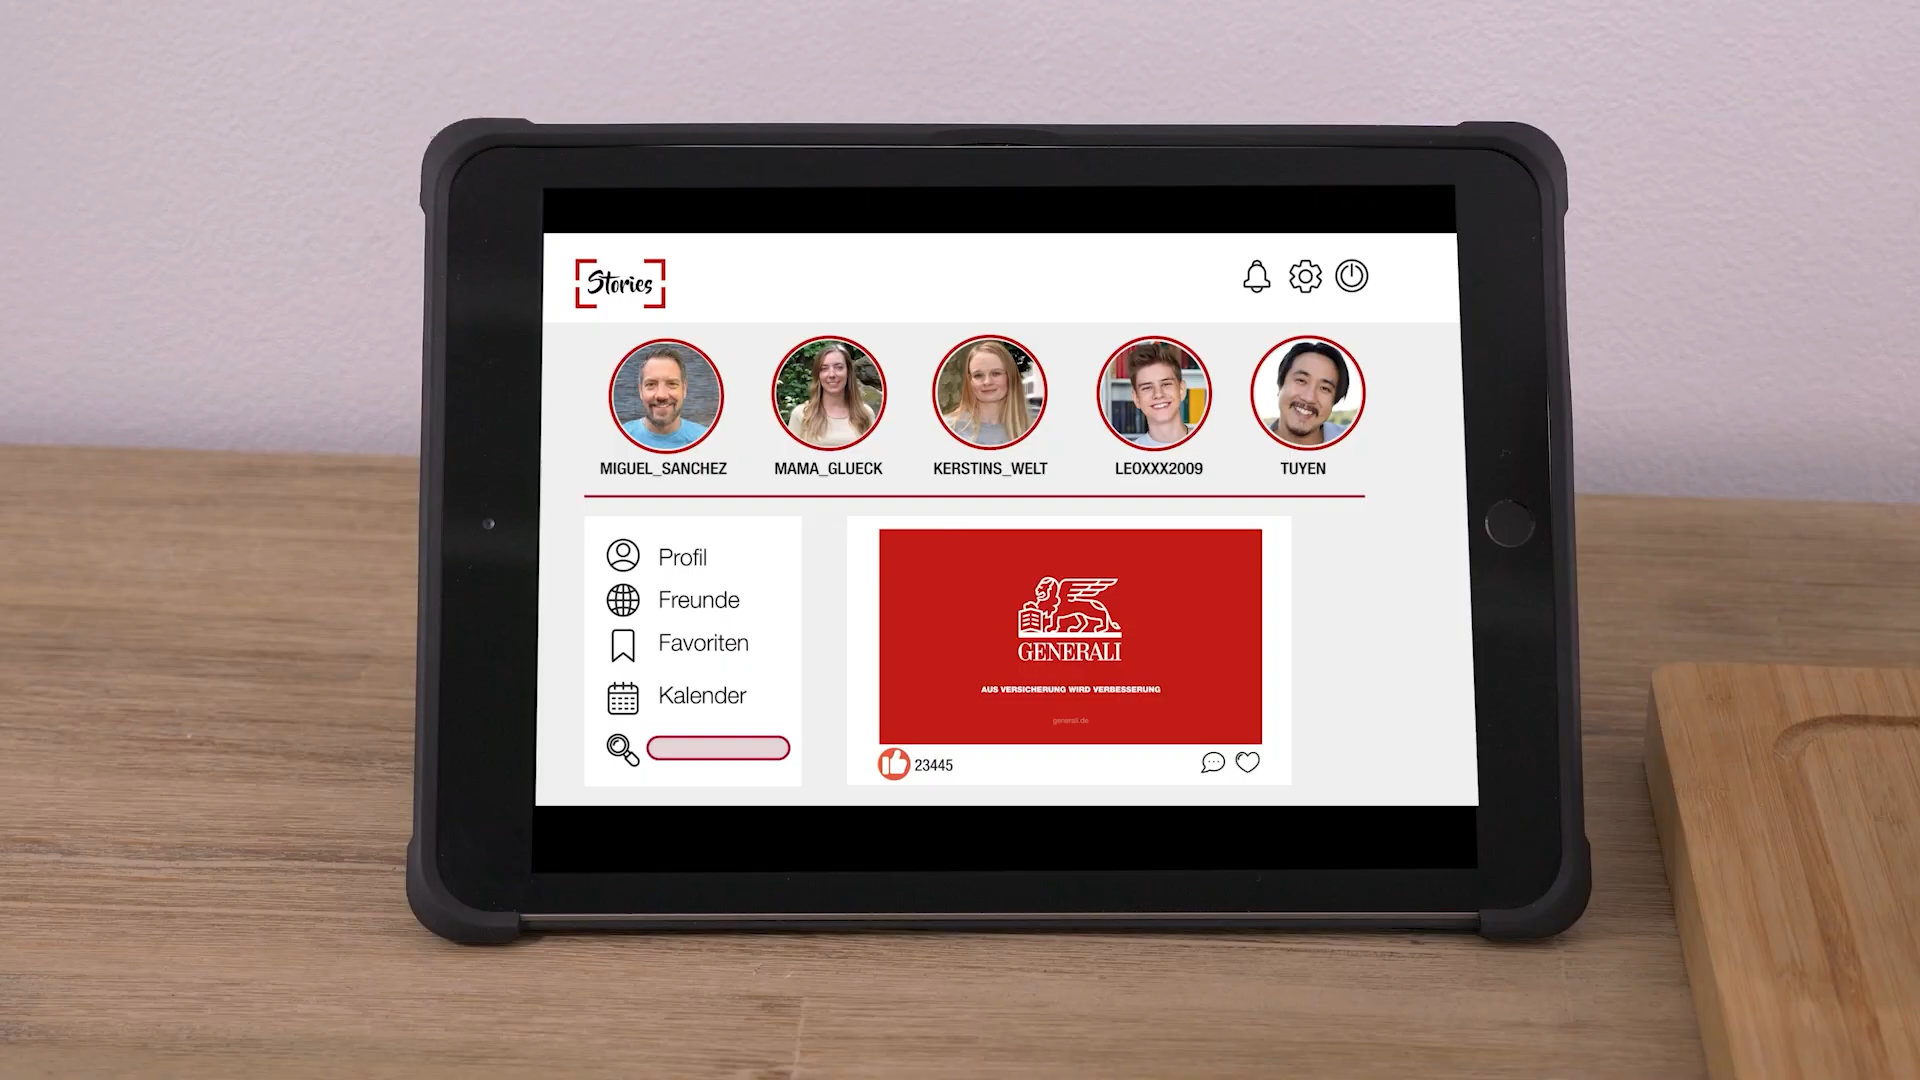 Stories
MIGUEL_SANCHEZ
MAMA_GLUECK
KERSTINS_WELT
LEOXXX2009
TUYEN
Profil
Freunde
Favoriten
Kalender
GENERALI
AUS VERSICHERUNG WIRD VERBESSERUNG
generali.de
23445